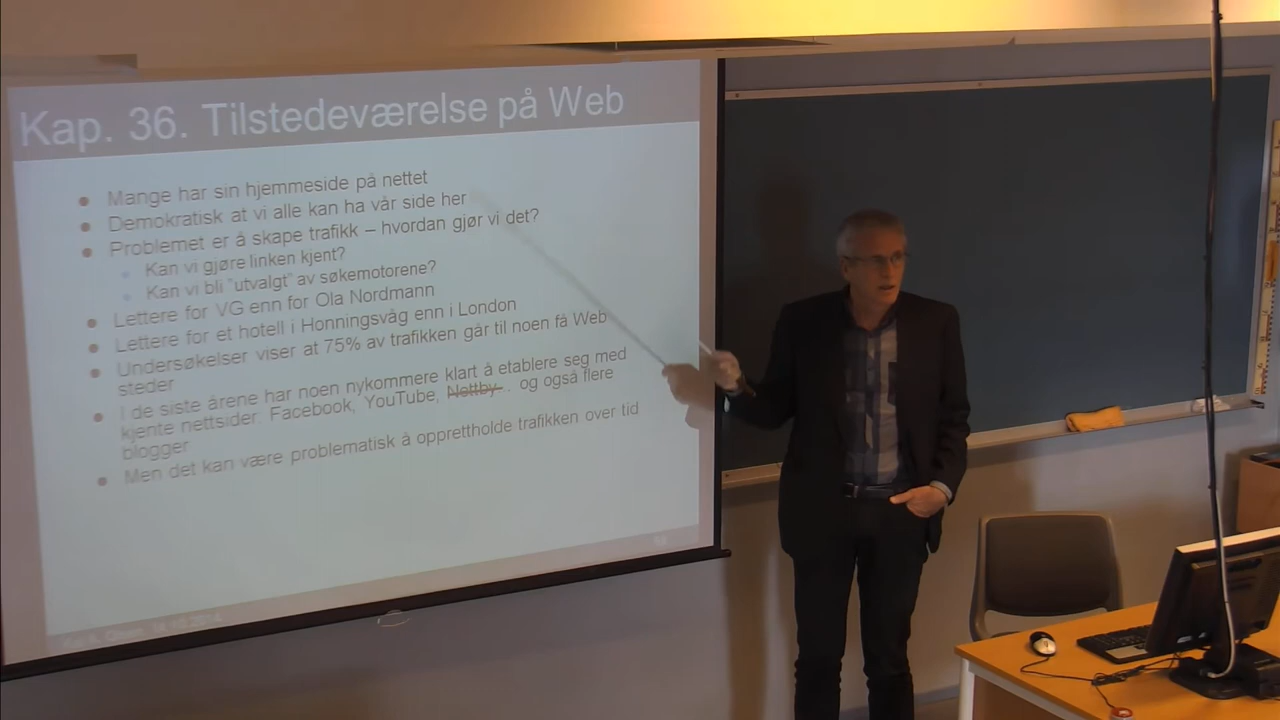 Kap. 36. Tilstedeværelse på Web
Mange har sin hjemmeside på nettet
Demokratisk at vi alle kan ha vår side her
Problemet er å skape trafikk – hvordan gjør vi det?
Kan vi gjøre linken kjent?
Kan vi bli "utvalgt" av søkemotorene?
Lettere for VG enn for Ola Nordmann
Lettere for et hotell i Honningsvåg enn i London
Undersøkelser viser at 75% av trafikken går til noen få Web
steder
I de siste årene har noen nykommere klart å etablere seg med
kjente nettsider: Facebook, YouTube, Nettby .. og også flere
blogger
Men det kan være problematisk å opprettholde trafikken over tid